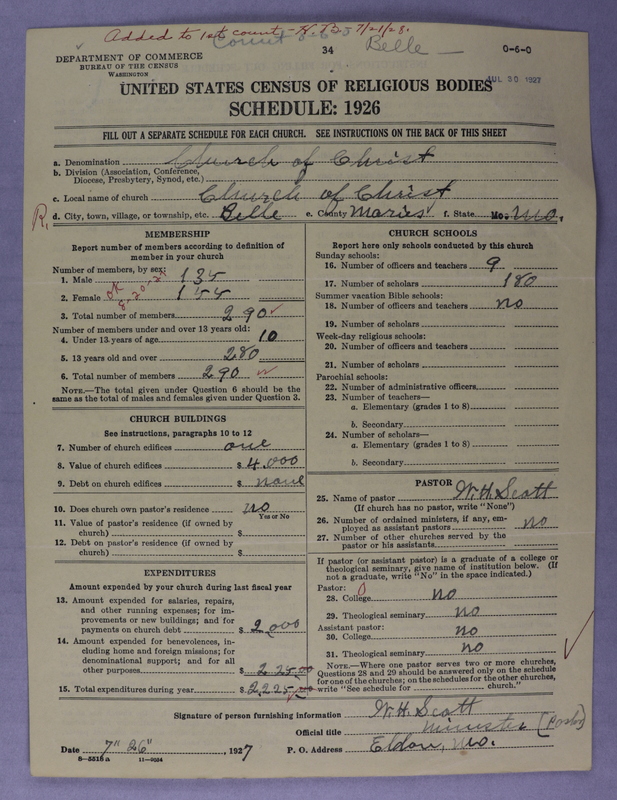 Added to 1st count - H.B. 7/21/28.
Count
34 Belle — O-6-0
DEPARTMENT OF COMMERCE
BUREAU OF THE CENSUS
WASHINGTON
JUL 30 1927
UNITED STATES CENSUS OF RELIGIOUS BODIES
SCHEDULE: 1926
FILL OUT A SEPARATE SCHEDULE FOR EACH CHURCH. SEE INSTRUCTIONS ON THE BACK OF THIS SHEET
a. Denomination Church of Christ
b. Division (Association, Conference, Diocese, Presbytery, Synod, etc.)
c. Local name of church Church of Christ
R. d. City, town, village, or township, etc. Belle e. County Maries f. State Mo. Mo.
MEMBERSHIP
Report number of members according to definition of
member in your church
Number of members, by sex:
1. Male 135
2. Female 154
ok
3. Total number of members 290 ✓
Number of members under and over 13 years old:
4. Under 13 years of age 10
5. 13 years old and over 280
6. Total number of members 290 ✓
NOTE.—The total given under Question 6 should be the
same as the total of males and females given under Question 3.
CHURCH BUILDINGS
See instructions, paragraphs 10 to 12
7. Number of church edifices one
8. Value of church edifices $ 4,000
9. Debt on church edifices $ none
10. Does church own pastor's residence no
Yes or No
11. Value of pastor's residence (if owned by
church) $
12. Debt on pastor's residence (if owned by
church) $
EXPENDITURES
Amount expended by your church during last fiscal year
13. Amount expended for salaries, repairs,
and other running expenses; for im-
provements or new buildings; and for
payments on church debt $ 2,000
14. Amount expended for benevolences, in-
cluding home and foreign missions; for
denominational support; and for all
other purposes $ 225.00
15. Total expenditures during year $ 2,225.00
CHURCH SCHOOLS
Report here only schools conducted by this church
Sunday schools:
16. Number of officers and teachers 9
17. Number of scholars 180
Summer vacation Bible schools:
18. Number of officers and teachers no
19. Number of scholars
Week-day religious schools:
20. Number of officers and teachers
21. Number of scholars
Parochial schools:
22. Number of administrative officers
23. Number of teachers—
a. Elementary (grades 1 to 8)
b. Secondary
24. Number of scholars—
a. Elementary (grades 1 to 8)
b. Secondary
PASTOR
25. Name of pastor W.H. Scott
(If church has no pastor, write "None")
26. Number of ordained ministers, if any, em-
ployed as assistant pastors no
27. Number of other churches served by the
pastor or his assistants
If pastor (or assistant pastor) is a graduate of a college or
theological seminary, give name of institution below. (If
not a graduate, write "No" in the space indicated.)
Pastor:
28. College no
29. Theological seminary no
Assistant pastor:
30. College no
31. Theological seminary no ✓
NOTE.—Where one pastor serves two or more churches,
Questions 28 and 29 should be answered only on the schedule
for one of the churches; on the schedules for the other churches,
write "See schedule for church."
Signature of person furnishing information W.H. Scott
Official title Minister (Pastor)
Date 7" 26" , 1927 P. O. Address Eldon, Mo.
8-5516 a 11-9034